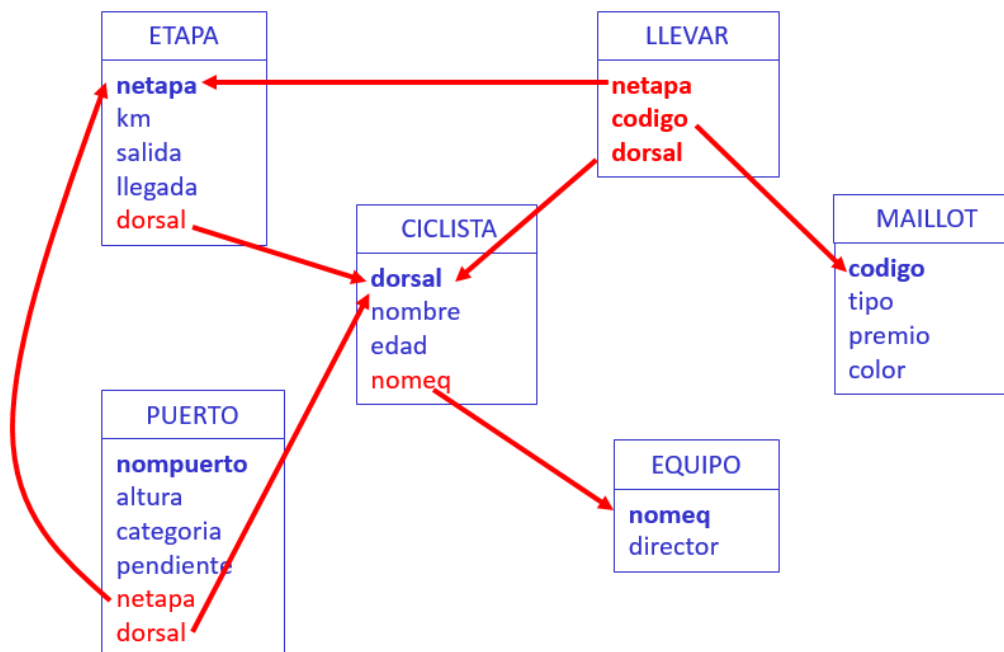 ETAPA
netapa
km
salida
llegada
dorsal
LLEVAR
netapa
codigo
dorsal
CICLISTA
dorsal
nombre
edad
nomeq
MAILLOT
codigo
tipo
premio
color
PUERTO
nompuerto
altura
categoria
pendiente
netapa
dorsal
EQUIPO
nomeq
director